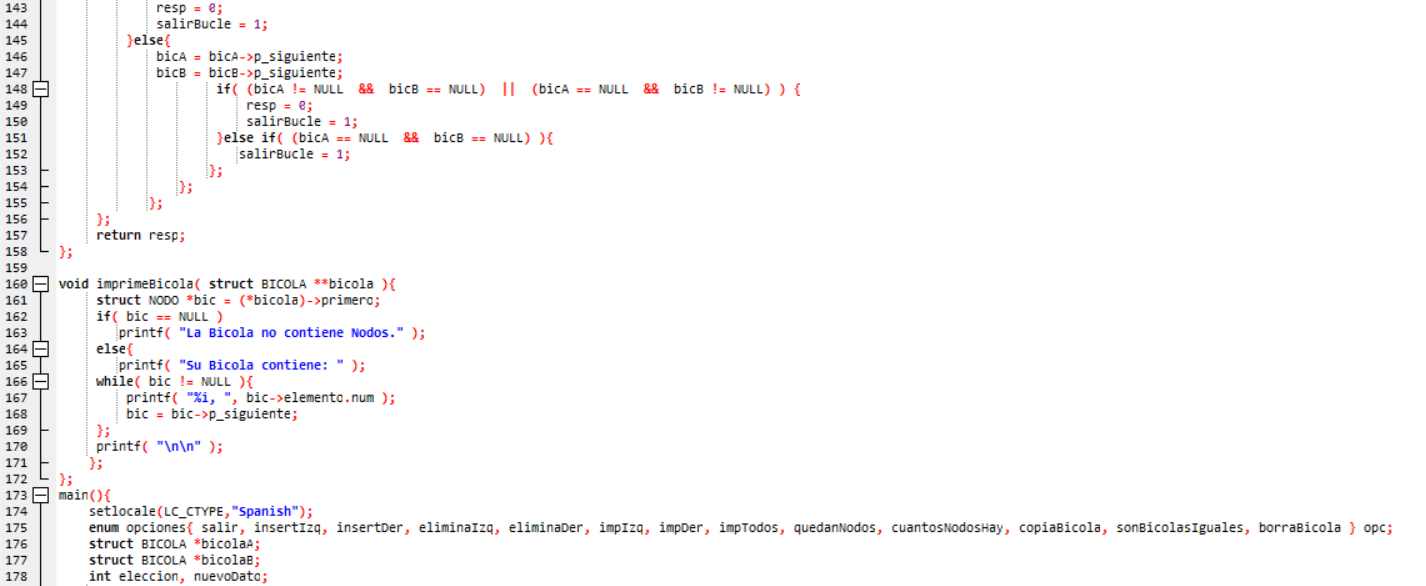 143 resp = 0;
144 salirBucle = 1;
145 }else{
146 bicA = bicA->p_siguiente;
147 bicB = bicB->p_siguiente;
148 if( (bicA != NULL && bicB == NULL) || (bicA == NULL && bicB != NULL) ) {
149 resp = 0;
150 salirBucle = 1;
151 }else if( (bicA == NULL && bicB == NULL) ){
152 salirBucle = 1;
153 };
154 };
155 };
156 };
157 return resp;
158 };
159
160 void imprimeBicola( struct BICOLA **bicola ){
161 struct NODO *bic = (*bicola)->primero;
162 if( bic == NULL )
163 printf( "La Bicola no contiene Nodos." );
164 else{
165 printf( "Su Bicola contiene: " );
166 while( bic != NULL ){
167 printf( "%i, ", bic->elemento.num );
168 bic = bic->p_siguiente;
169 };
170 printf( "\n\n" );
171 };
172 };
173 main(){
174 setlocale(LC_CTYPE,"Spanish");
175 enum opciones{ salir, insertIzq, insertDer, eliminaIzq, eliminaDer, impIzq, impDer, impTodos, quedanNodos, cuantosNodosHay, copiaBicola, sonBicolasIguales, borraBicola } opc;
176 struct BICOLA *bicolaA;
177 struct BICOLA *bicolaB;
178 int eleccion, nuevoDato;